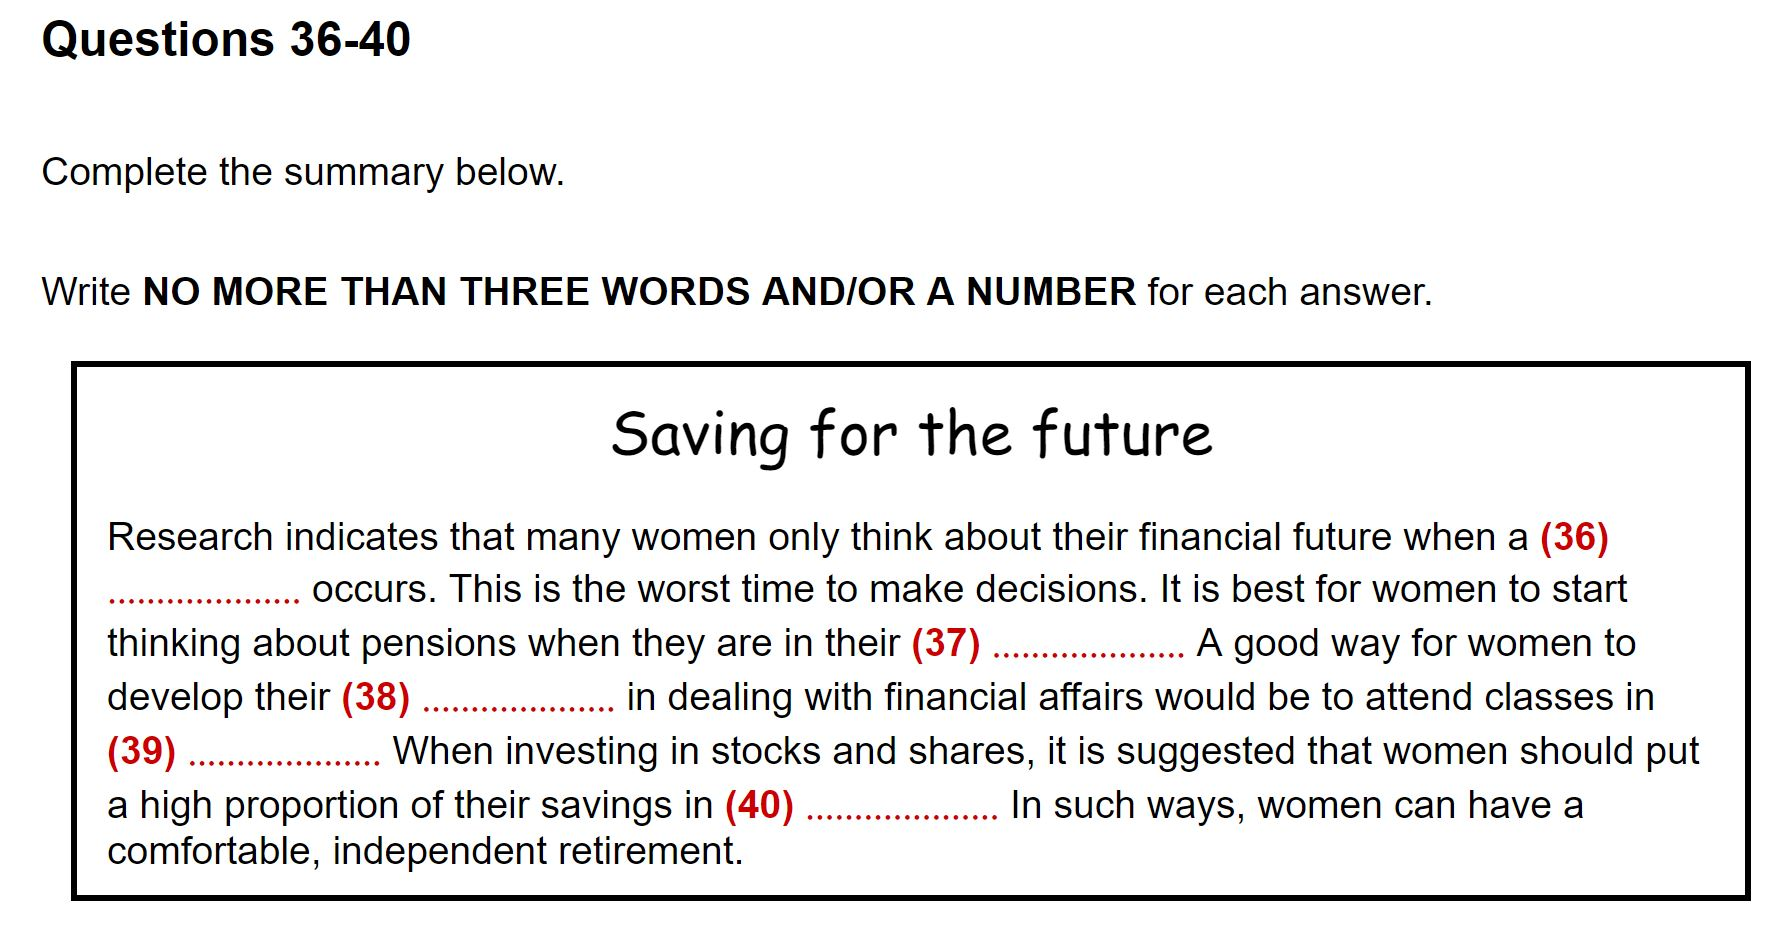 Questions 36-40
Complete the summary below.
Write NO MORE THAN THREE WORDS AND/OR A NUMBER for each answer.
Saving for the future
Research indicates that many women only think about their financial future when a (36)
.................... occurs. This is the worst time to make decisions. It is best for women to start
thinking about pensions when they are in their (37) .................... A good way for women to
develop their (38) .................... in dealing with financial affairs would be to attend classes in
(39) .................... When investing in stocks and shares, it is suggested that women should put
a high proportion of their savings in (40) .................... In such ways, women can have a
comfortable, independent retirement.